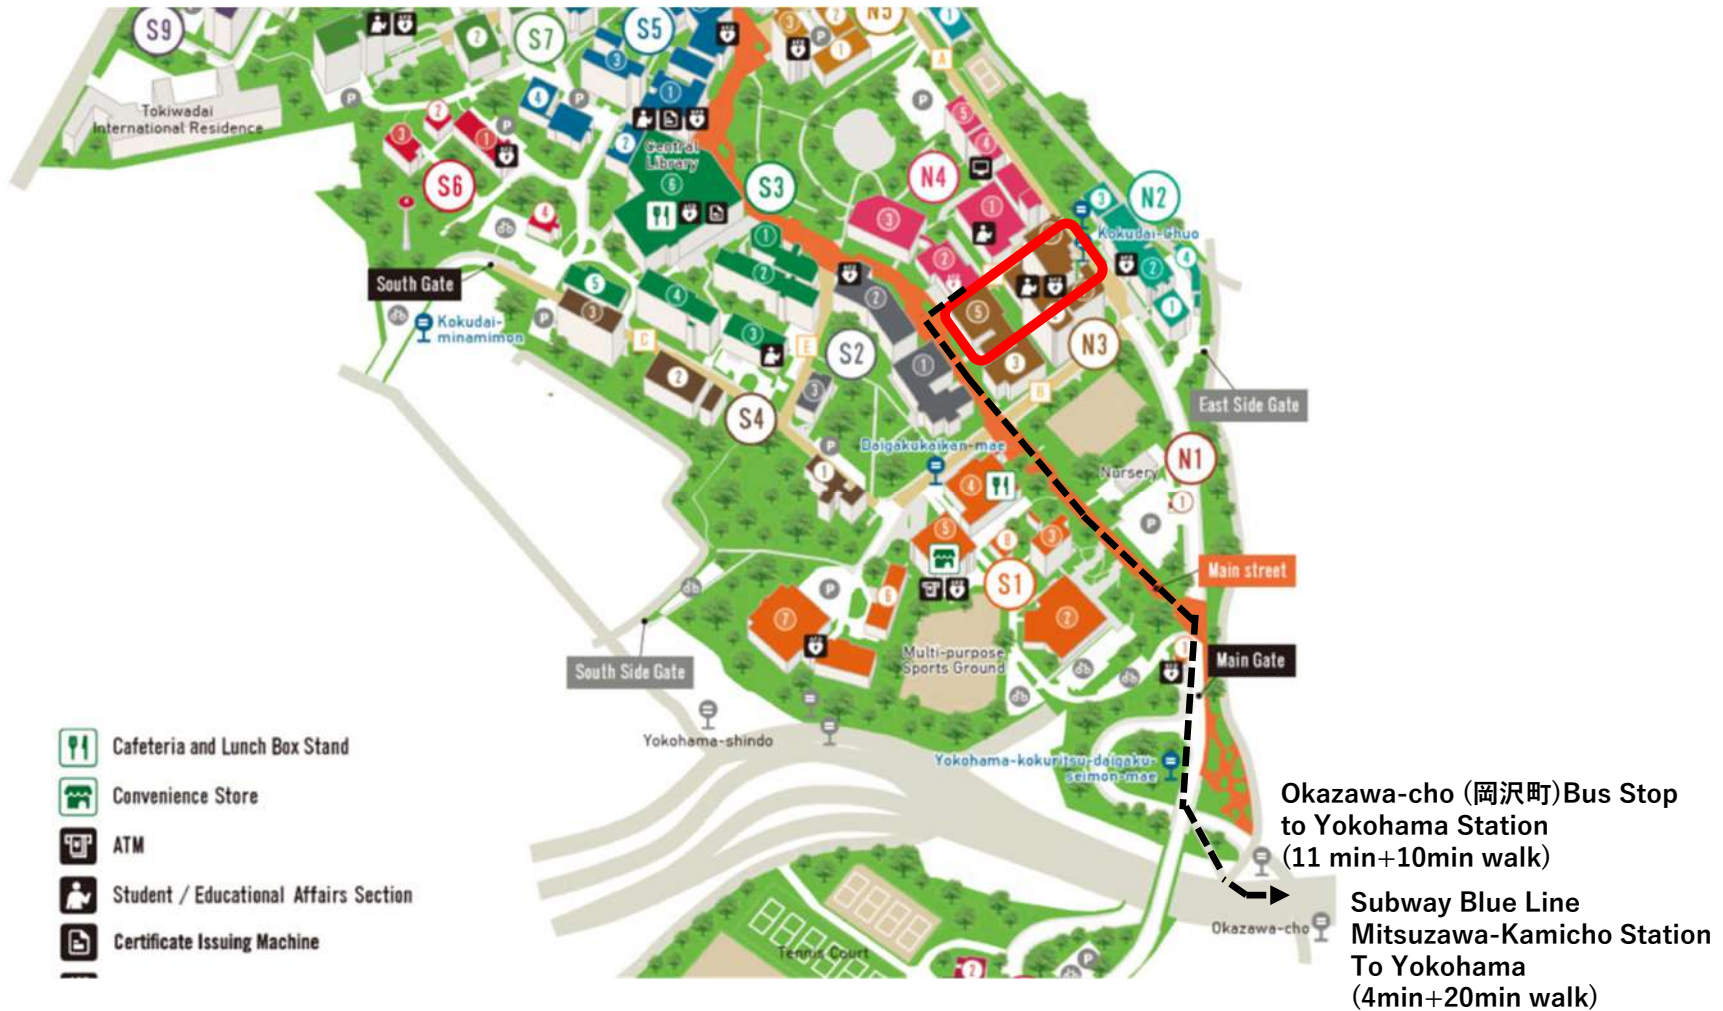 S9
S7
S5
N5
Tokiwadai
International Residence
S6
Central
Library
S3
N4
N2
Kokudai-Chuo
South Gate
Kokudai-
minamimon
S2
N3
East Side Gate
S4
Daigakukaikan-mae
Nursery
N1
Main street
S1
Multi-purpose
Sports Ground
Main Gate
South Side Gate
Yokohama-shindo
Yokohama-kokuritsu-daigaku-
seimon-mae
Cafeteria and Lunch Box Stand
Convenience Store
ATM
Student / Educational Affairs Section
Certificate Issuing Machine
Okazawa-cho (岡沢町)Bus Stop
to Yokohama Station
(11 min+10min walk)
Okazawa-cho
Subway Blue Line
Mitsuzawa-Kamicho Station
To Yokohama
(4min+20min walk)
Tennis Court
A
B
C
E